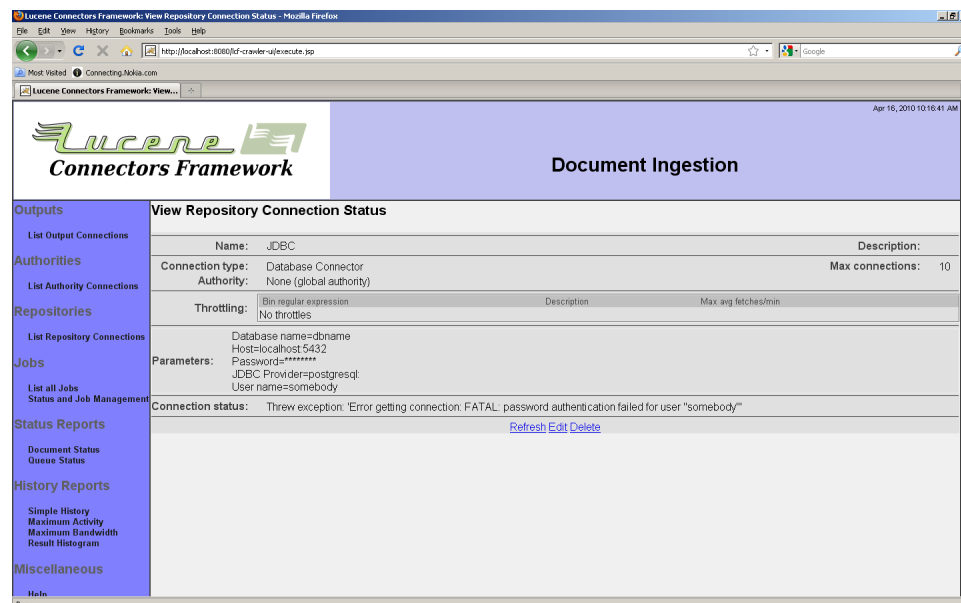 Lucene Connectors Framework: View Repository Connection Status - Mozilla Firefox
File Edit View History Bookmarks Tools Help
http://localhost:8080/lcf-crawler-ui/execute.jsp
Google
Most Visited Connecting.Nokia.com
Lucene Connectors Framework: View...
Apr 16, 2010 10:16:41 AM
Lucene
Connectors Framework
Document Ingestion
Outputs
List Output Connections
Authorities
List Authority Connections
Repositories
List Repository Connections
Jobs
List all Jobs
Status and Job Management
Status Reports
Document Status
Queue Status
History Reports
Simple History
Maximum Activity
Maximum Bandwidth
Result Histogram
Miscellaneous
Help
View Repository Connection Status
Name: JDBC Description:
Connection type: Database Connector Max connections: 10
Authority: None (global authority)
Throttling:
Bin regular expression Description Max avg fetches/min
No throttles
Parameters:
Database name=dbname
Host=localhost:5432
Password=********
JDBC Provider=postgresql:
User name=somebody
Connection status: Threw exception: 'Error getting connection: FATAL: password authentication failed for user "somebody"'
Refresh Edit Delete